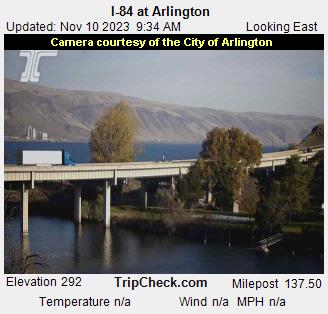 I-84 at Arlington
Updated: Nov 10 2023 9:34 AM Looking East
Camera courtesy of the City of Arlington
Elevation 292 TripCheck.com Milepost 137.50
Temperature n/a Wind n/a MPH n/a